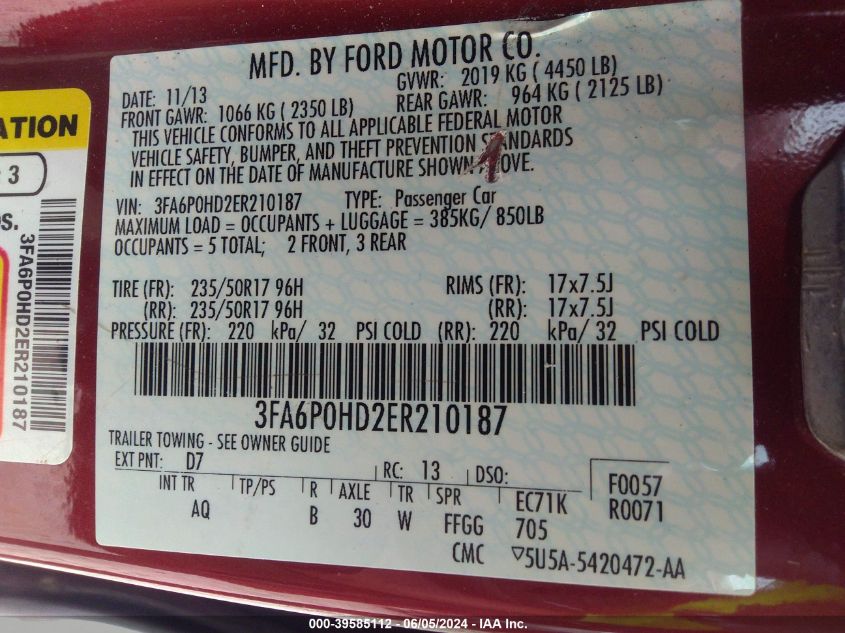 MFD. BY FORD MOTOR CO.
DATE: 11/13 GVWR: 2019 KG ( 4450 LB)
FRONT GAWR: 1066 KG ( 2350 LB) REAR GAWR: 964 KG ( 2125 LB)
THIS VEHICLE CONFORMS TO ALL APPLICABLE FEDERAL MOTOR
VEHICLE SAFETY, BUMPER, AND THEFT PREVENTION STANDARDS
IN EFFECT ON THE DATE OF MANUFACTURE SHOWN ABOVE.
VIN: 3FA6P0HD2ER210187 TYPE: Passenger Car
MAXIMUM LOAD = OCCUPANTS + LUGGAGE = 385KG/ 850LB
OCCUPANTS = 5 TOTAL; 2 FRONT, 3 REAR
TIRE (FR): 235/50R17 96H RIMS (FR): 17x7.5J
(RR): 235/50R17 96H (RR): 17x7.5J
PRESSURE (FR): 220 kPa/ 32 PSI COLD (RR): 220 kPa/ 32 PSI COLD
3FA6P0HD2ER210187
TRAILER TOWING - SEE OWNER GUIDE
EXT PNT: D7 RC: 13 DSO:
INT TR TP/PS R AXLE TR SPR EC71K F0057
AQ B 30 W FFGG 705 R0071
CMC 5U5A-5420472-AA
ATION
3
3FA6P0HD2ER210187
000-39585112 - 06/05/2024 - IAA Inc.